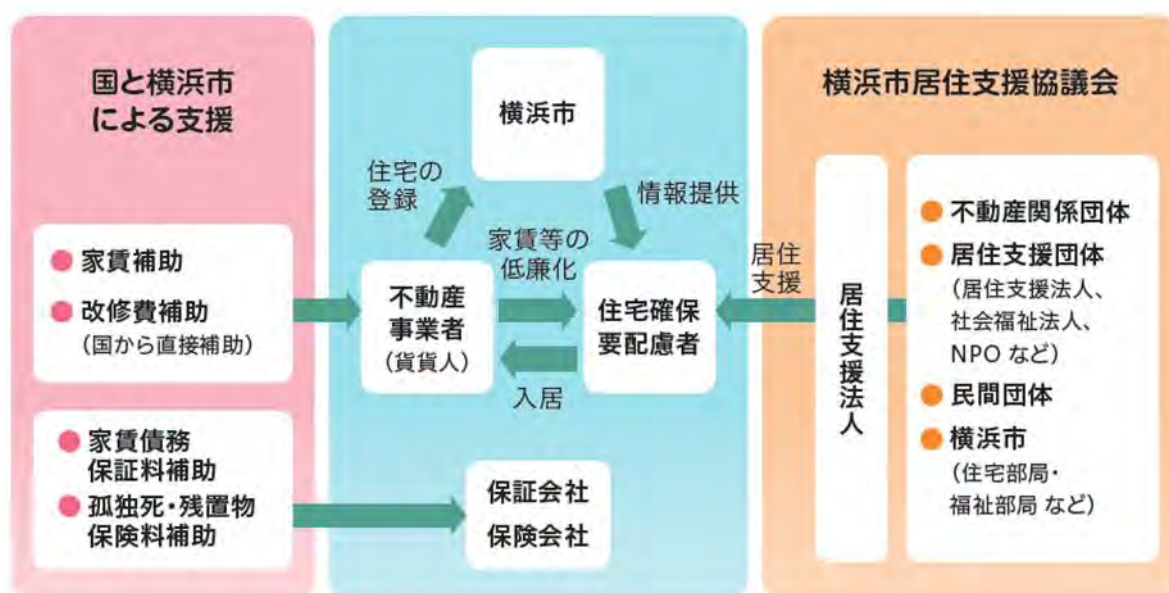 国と横浜市
による支援
家賃補助
改修費補助
（国から直接補助）
家賃債務
保証料補助
孤独死・残置物
保険料補助
横浜市
住宅の
登録
情報提供
家賃等の
低廉化
不動産
事業者
（賃貸人）
住宅確保
要配慮者
入居
保証会社
保険会社
横浜市居住支援協議会
居住
支援
居住支援法人
不動産関係団体
居住支援団体
（居住支援法人、
社会福祉法人、
NPO など）
民間団体
横浜市
（住宅部局・
福祉部局 など）